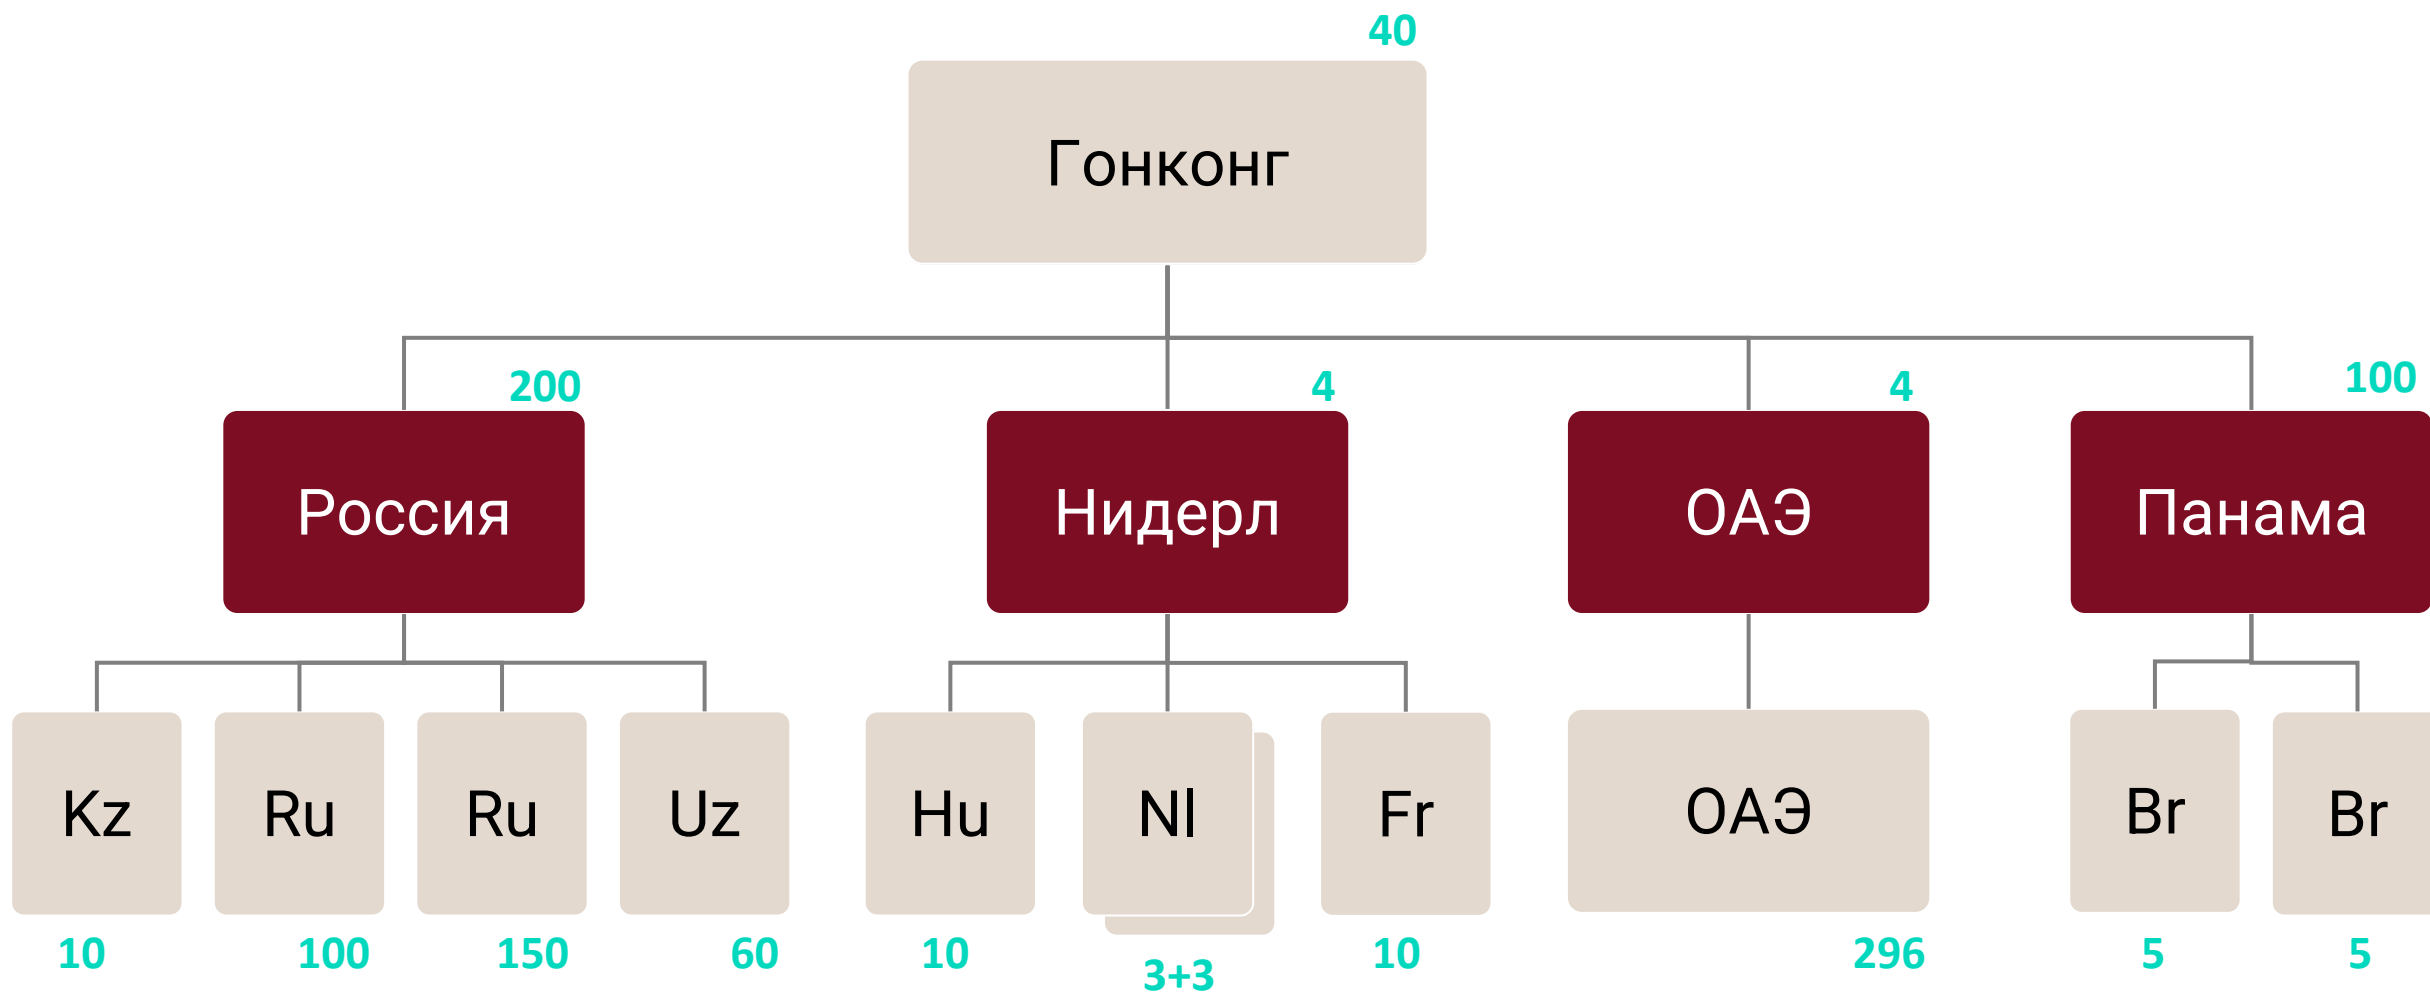 40
Гонконг
200
4
4
100
Россия
Нидерл
ОАЭ
Панама
Kz
Ru
Ru
Uz
Hu
Nl
Fr
ОАЭ
Br
Br
10
100
150
60
10
3+3
10
296
5
5